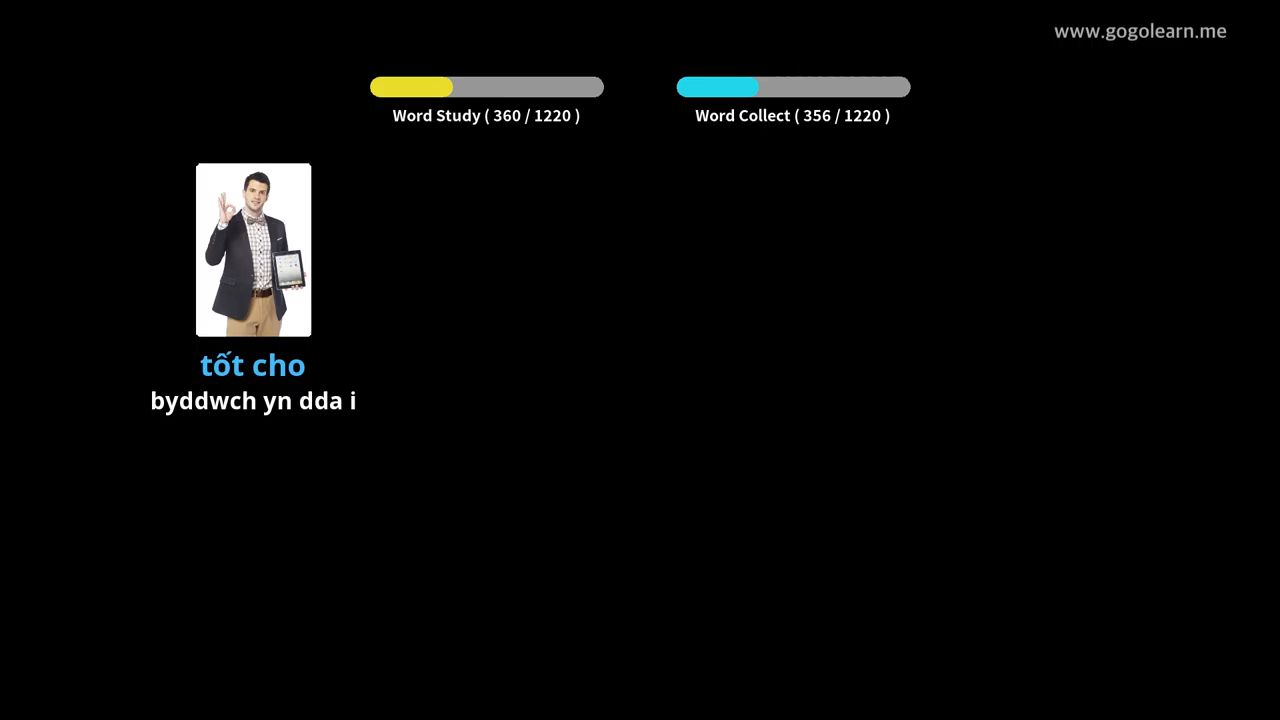 www.gogolearn.me
Word Study ( 360 / 1220 )
Word Collect ( 356 / 1220 )
tốt cho
byddwch yn dda i